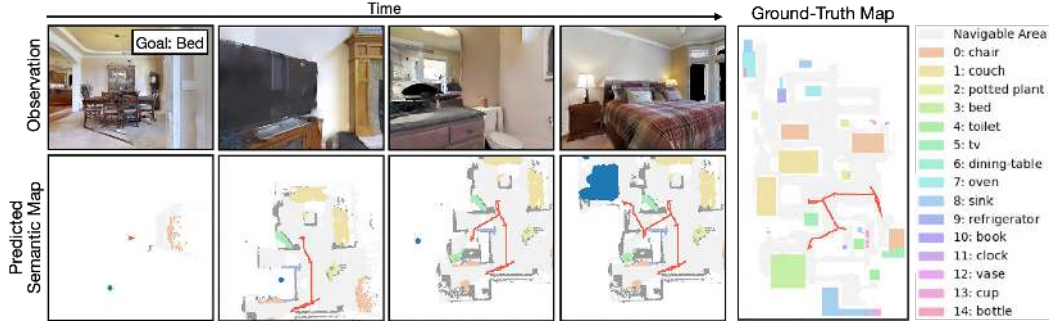 Time
Ground-Truth Map
Observation
Goal: Bed
Predicted
Semantic Map
Navigable Area
0: chair
1: couch
2: potted plant
3: bed
4: toilet
5: tv
6: dining-table
7: oven
8: sink
9: refrigerator
10: book
11: clock
12: vase
13: cup
14: bottle